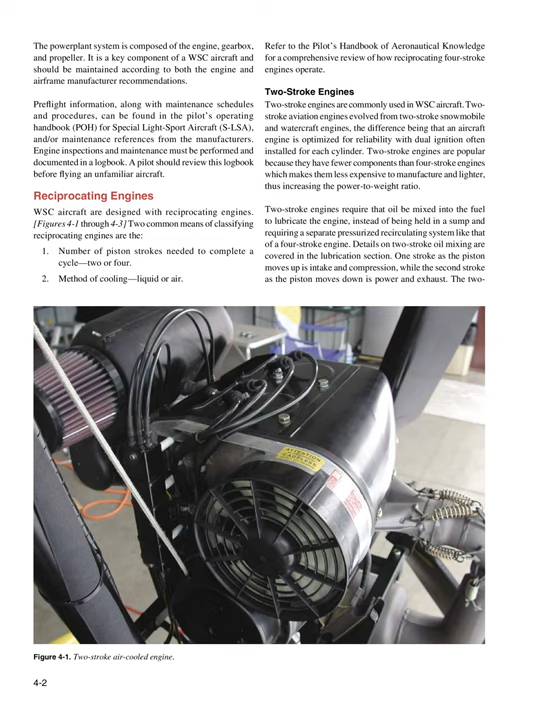 The powerplant system is composed of the engine, gearbox,
and propeller. It is a key component of a WSC aircraft and
should be maintained according to both the engine and
airframe manufacturer recommendations.
Preflight information, along with maintenance schedules
and procedures, can be found in the pilot's operating
handbook (POH) for Special Light-Sport Aircraft (S-LSA),
and/or maintenance references from the manufacturers.
Engine inspections and maintenance must be performed and
documented in a logbook. A pilot should review this logbook
before flying an unfamiliar aircraft.
Reciprocating Engines
WSC aircraft are designed with reciprocating engines.
[Figures 4-1 through 4-3] Two common means of classifying
reciprocating engines are the:
1. Number of piston strokes needed to complete a
cycle—two or four.
2. Method of cooling—liquid or air.
Refer to the Pilot's Handbook of Aeronautical Knowledge
for a comprehensive review of how reciprocating four-stroke
engines operate.
Two-Stroke Engines
Two-stroke engines are commonly used in WSC aircraft. Two-
stroke aviation engines evolved from two-stroke snowmobile
and watercraft engines, the difference being that an aircraft
engine is optimized for reliability with dual ignition often
installed for each cylinder. Two-stroke engines are popular
because they have fewer components than four-stroke engines
which makes them less expensive to manufacture and lighter,
thus increasing the power-to-weight ratio.
Two-stroke engines require that oil be mixed into the fuel
to lubricate the engine, instead of being held in a sump and
requiring a separate pressurized recirculating system like that
of a four-stroke engine. Details on two-stroke oil mixing are
covered in the lubrication section. One stroke as the piston
moves up is intake and compression, while the second stroke
as the piston moves down is power and exhaust. The two-
ATTENTION
Figure 4-1. Two-stroke air-cooled engine.
4-2